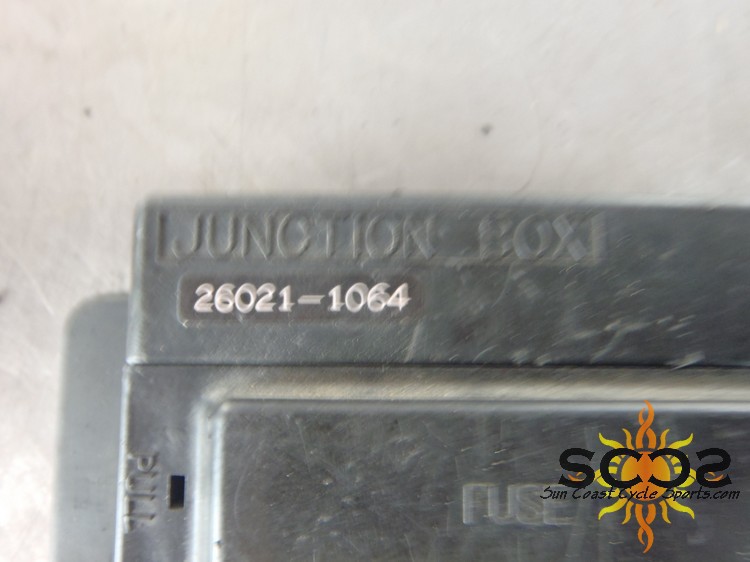 JUNCTION BOX
26021-1064
PULL
FUSE
SCCS
Sun Coast Cycle Sports.com